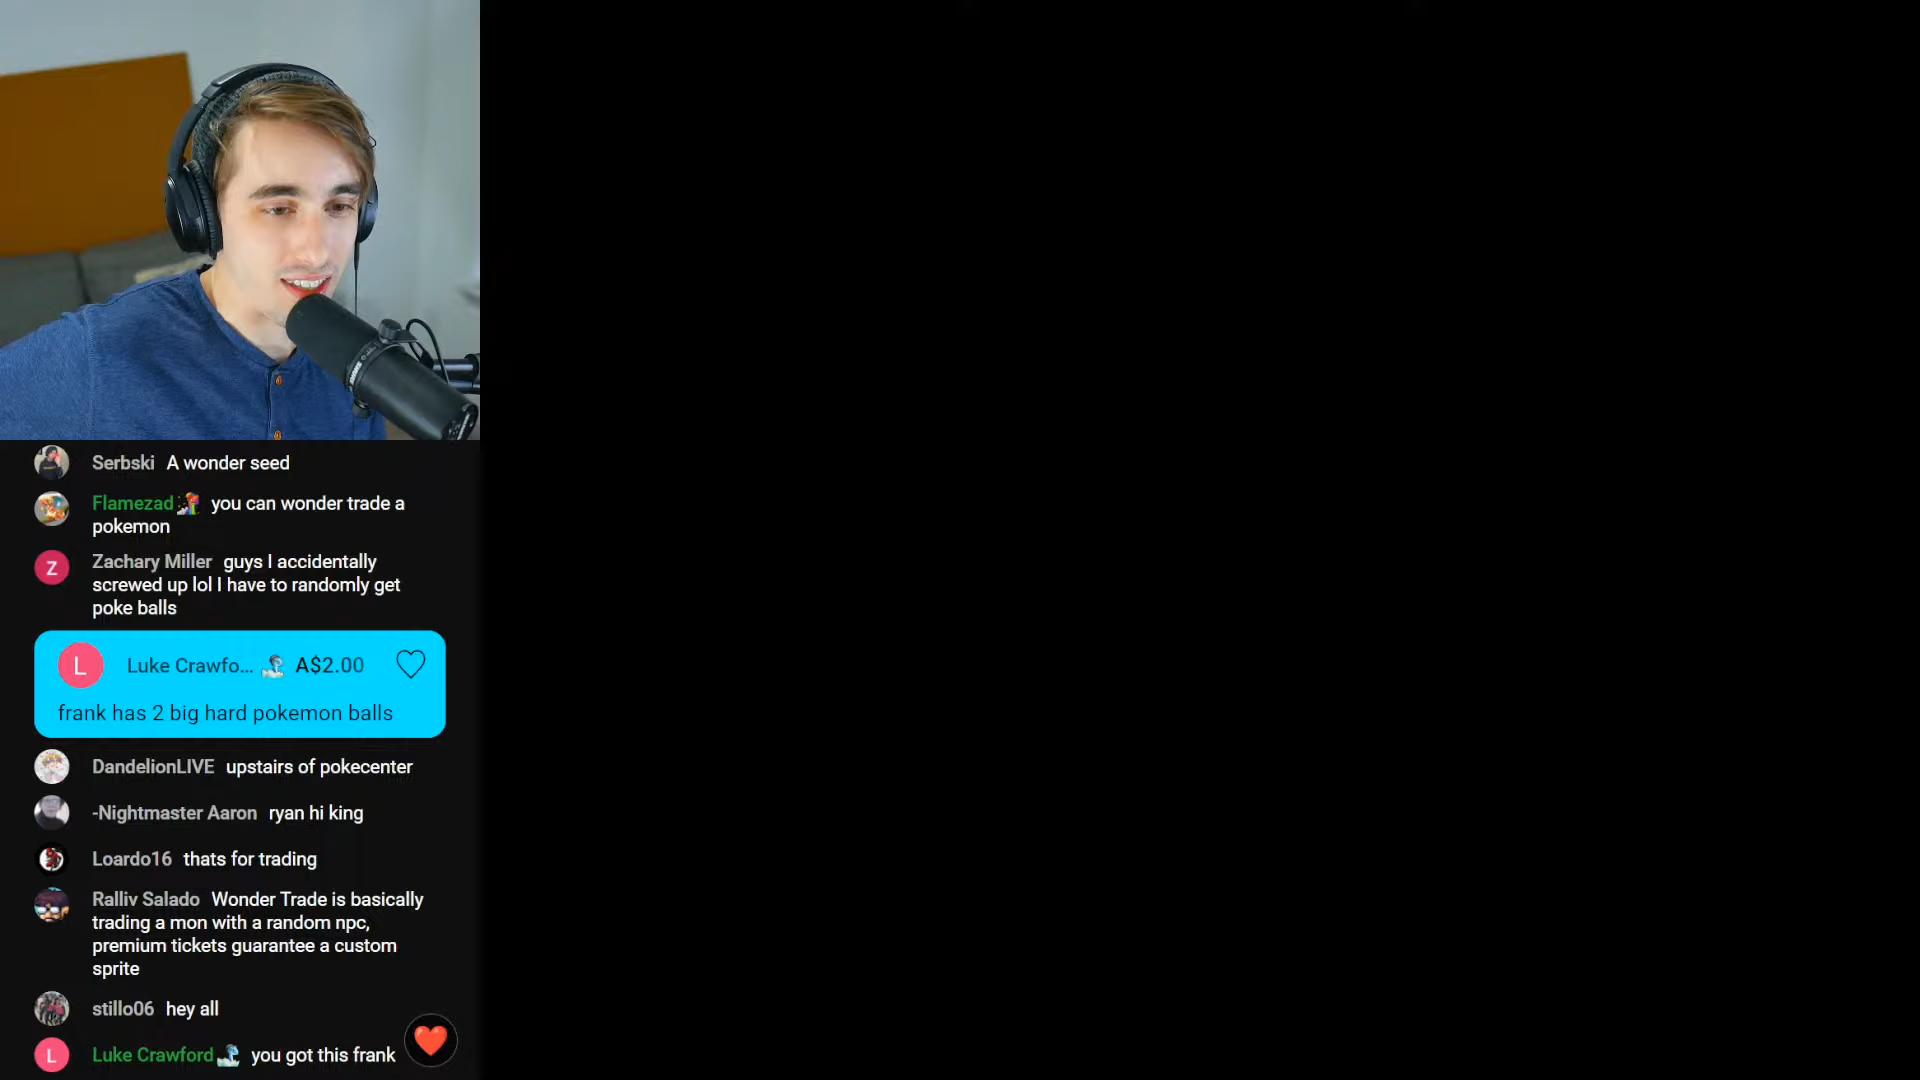 Serbski A wonder seed
Flamezad you can wonder trade a
pokemon
Z
Zachary Miller guys I accidentally
screwed up lol I have to randomly get
poke balls
L
Luke Crawfo... A$2.00
frank has 2 big hard pokemon balls
DandelionLIVE upstairs of pokecenter
-Nightmaster Aaron ryan hi king
Loardo16 thats for trading
Ralliv Salado Wonder Trade is basically
trading a mon with a random npc,
premium tickets guarantee a custom
sprite
stillo06 hey all
L
Luke Crawford you got this frank